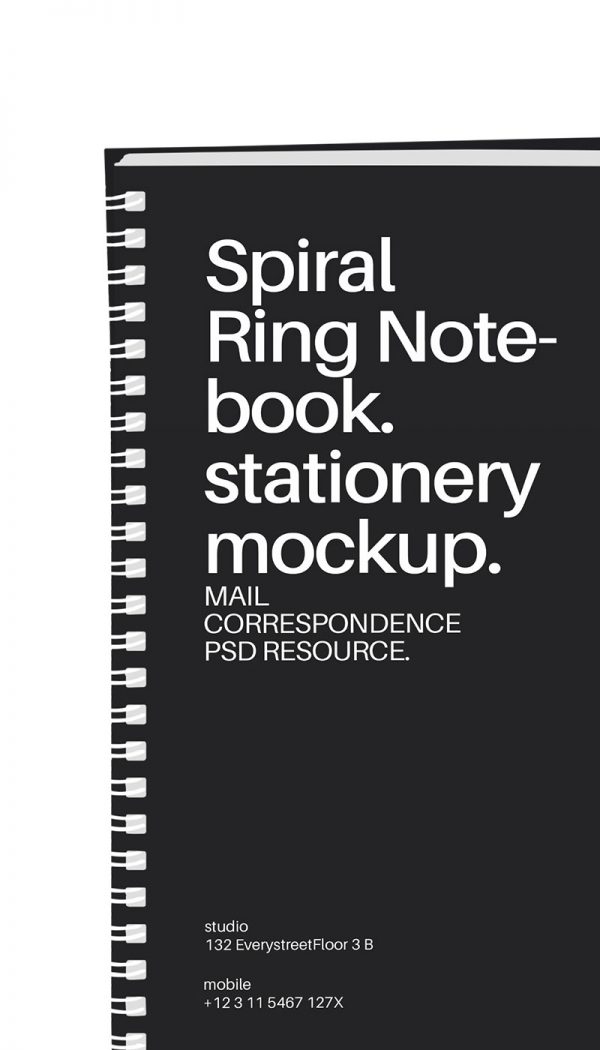 Spiral
Ring Note-
book.
stationery
mockup.
MAIL
CORRESPONDENCE
PSD RESOURCE.
studio
132 EverystreetFloor 3 B
mobile
+12 3 11 5467 127X